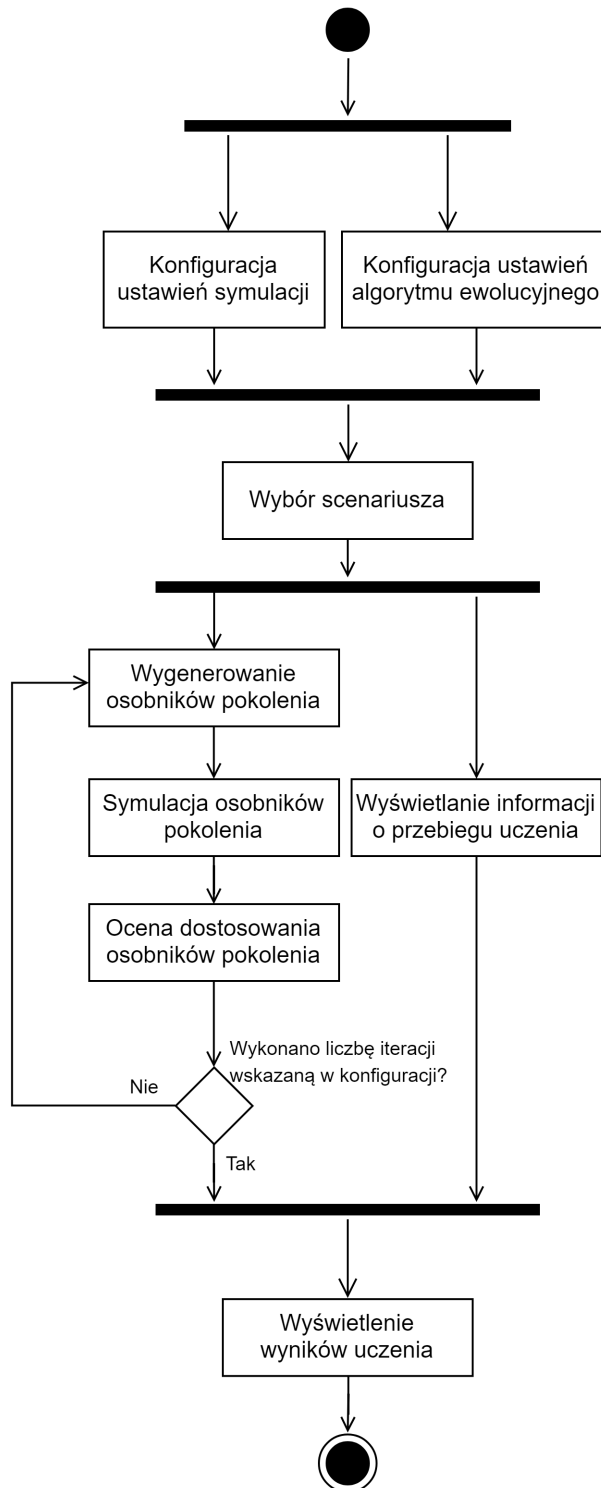 Konfiguracja
ustawień symulacji
Konfiguracja ustawień
algorytmu ewolucyjnego
Wybór scenariusza
Wygenerowanie
osobników pokolenia
Symulacja osobników
pokolenia
Wyświetlanie informacji
o przebiegu uczenia
Ocena dostosowania
osobników pokolenia
Wykonano liczbę iteracji
wskazaną w konfiguracji?
Nie
Tak
Wyświetlenie
wyników uczenia